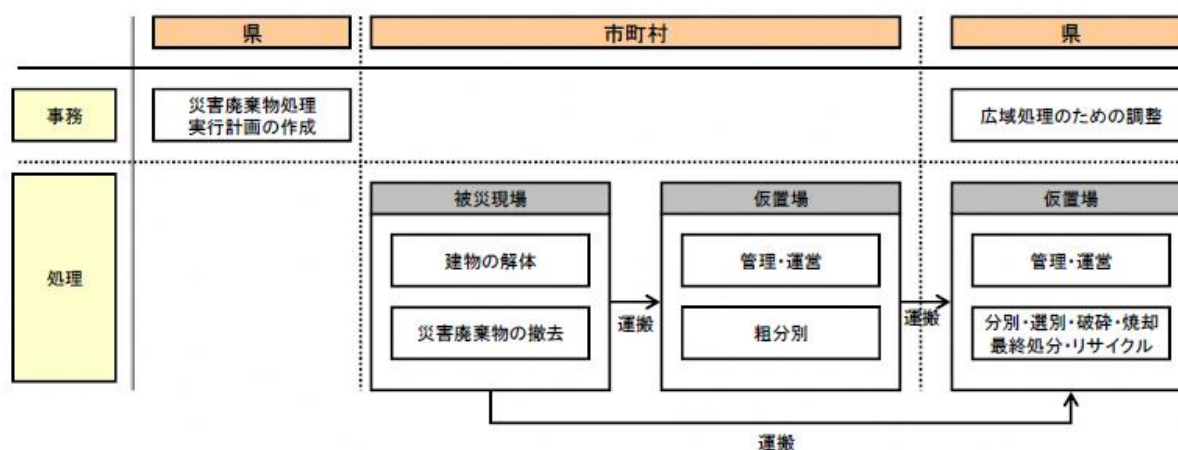 県
市町村
県
事務
災害廃棄物処理
実行計画の作成
広域処理のための調整
処理
被災現場
建物の解体
災害廃棄物の撤去
運搬
仮置場
管理・運営
粗分別
運搬
仮置場
管理・運営
分別・選別・破砕・焼却
最終処分・リサイクル
運搬